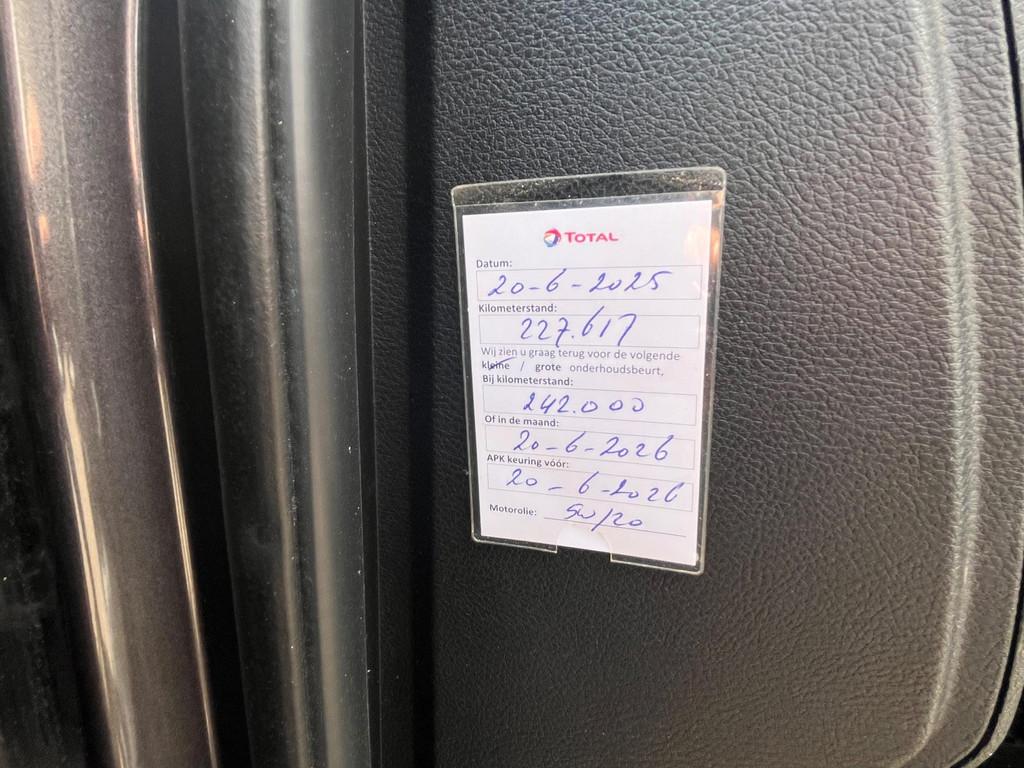 TOTAL
Datum:
20-6-2025
Kilometerstand:
227.617
Wij zien u graag terug voor de volgende
kleine / grote onderhoudsbeurt,
Bij kilometerstand:
242.000
Of in de maand:
20-6-2026
APK keuring vóór:
20-6-2026
Motorolie: 5W/20